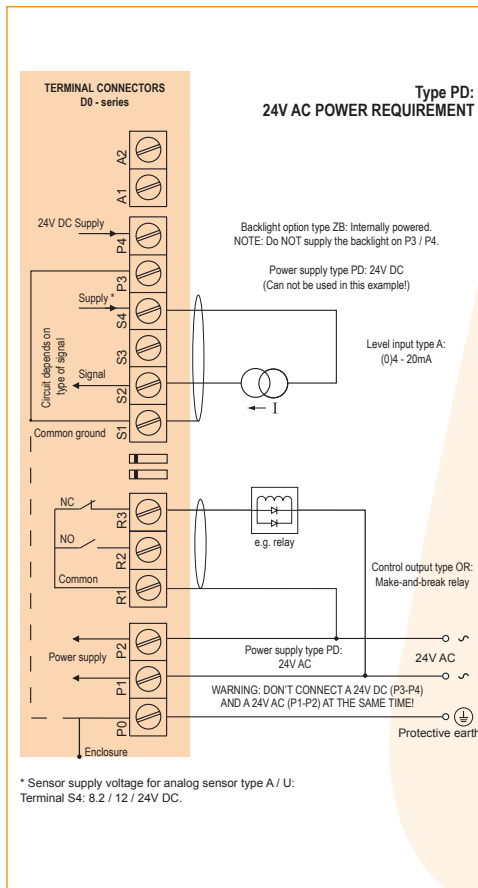 TERMINAL CONNECTORS
D0 - series
Type PD:
24V AC POWER REQUIREMENT
A2
A1
24V DC Supply
P4
Backlight option type ZB: Internally powered.
NOTE: Do NOT supply the backlight on P3 / P4.
P3
Power supply type PD: 24V DC
(Can not be used in this example!)
Supply *
S4
Circuit depends on
type of signal
S3
Level input type A:
(0)4 - 20mA
Signal
S2
I
Common ground
S1
NC
R3
e.g. relay
NO
R2
Control output type OR:
Make-and-break relay
Common
R1
P2
Power supply
Power supply type PD:
24V AC
24V AC
P1
WARNING: DON'T CONNECT A 24V DC (P3-P4)
AND A 24V AC (P1-P2) AT THE SAME TIME!
P0
Protective earth
Enclosure
* Sensor supply voltage for analog sensor type A / U:
Terminal S4: 8.2 / 12 / 24V DC.